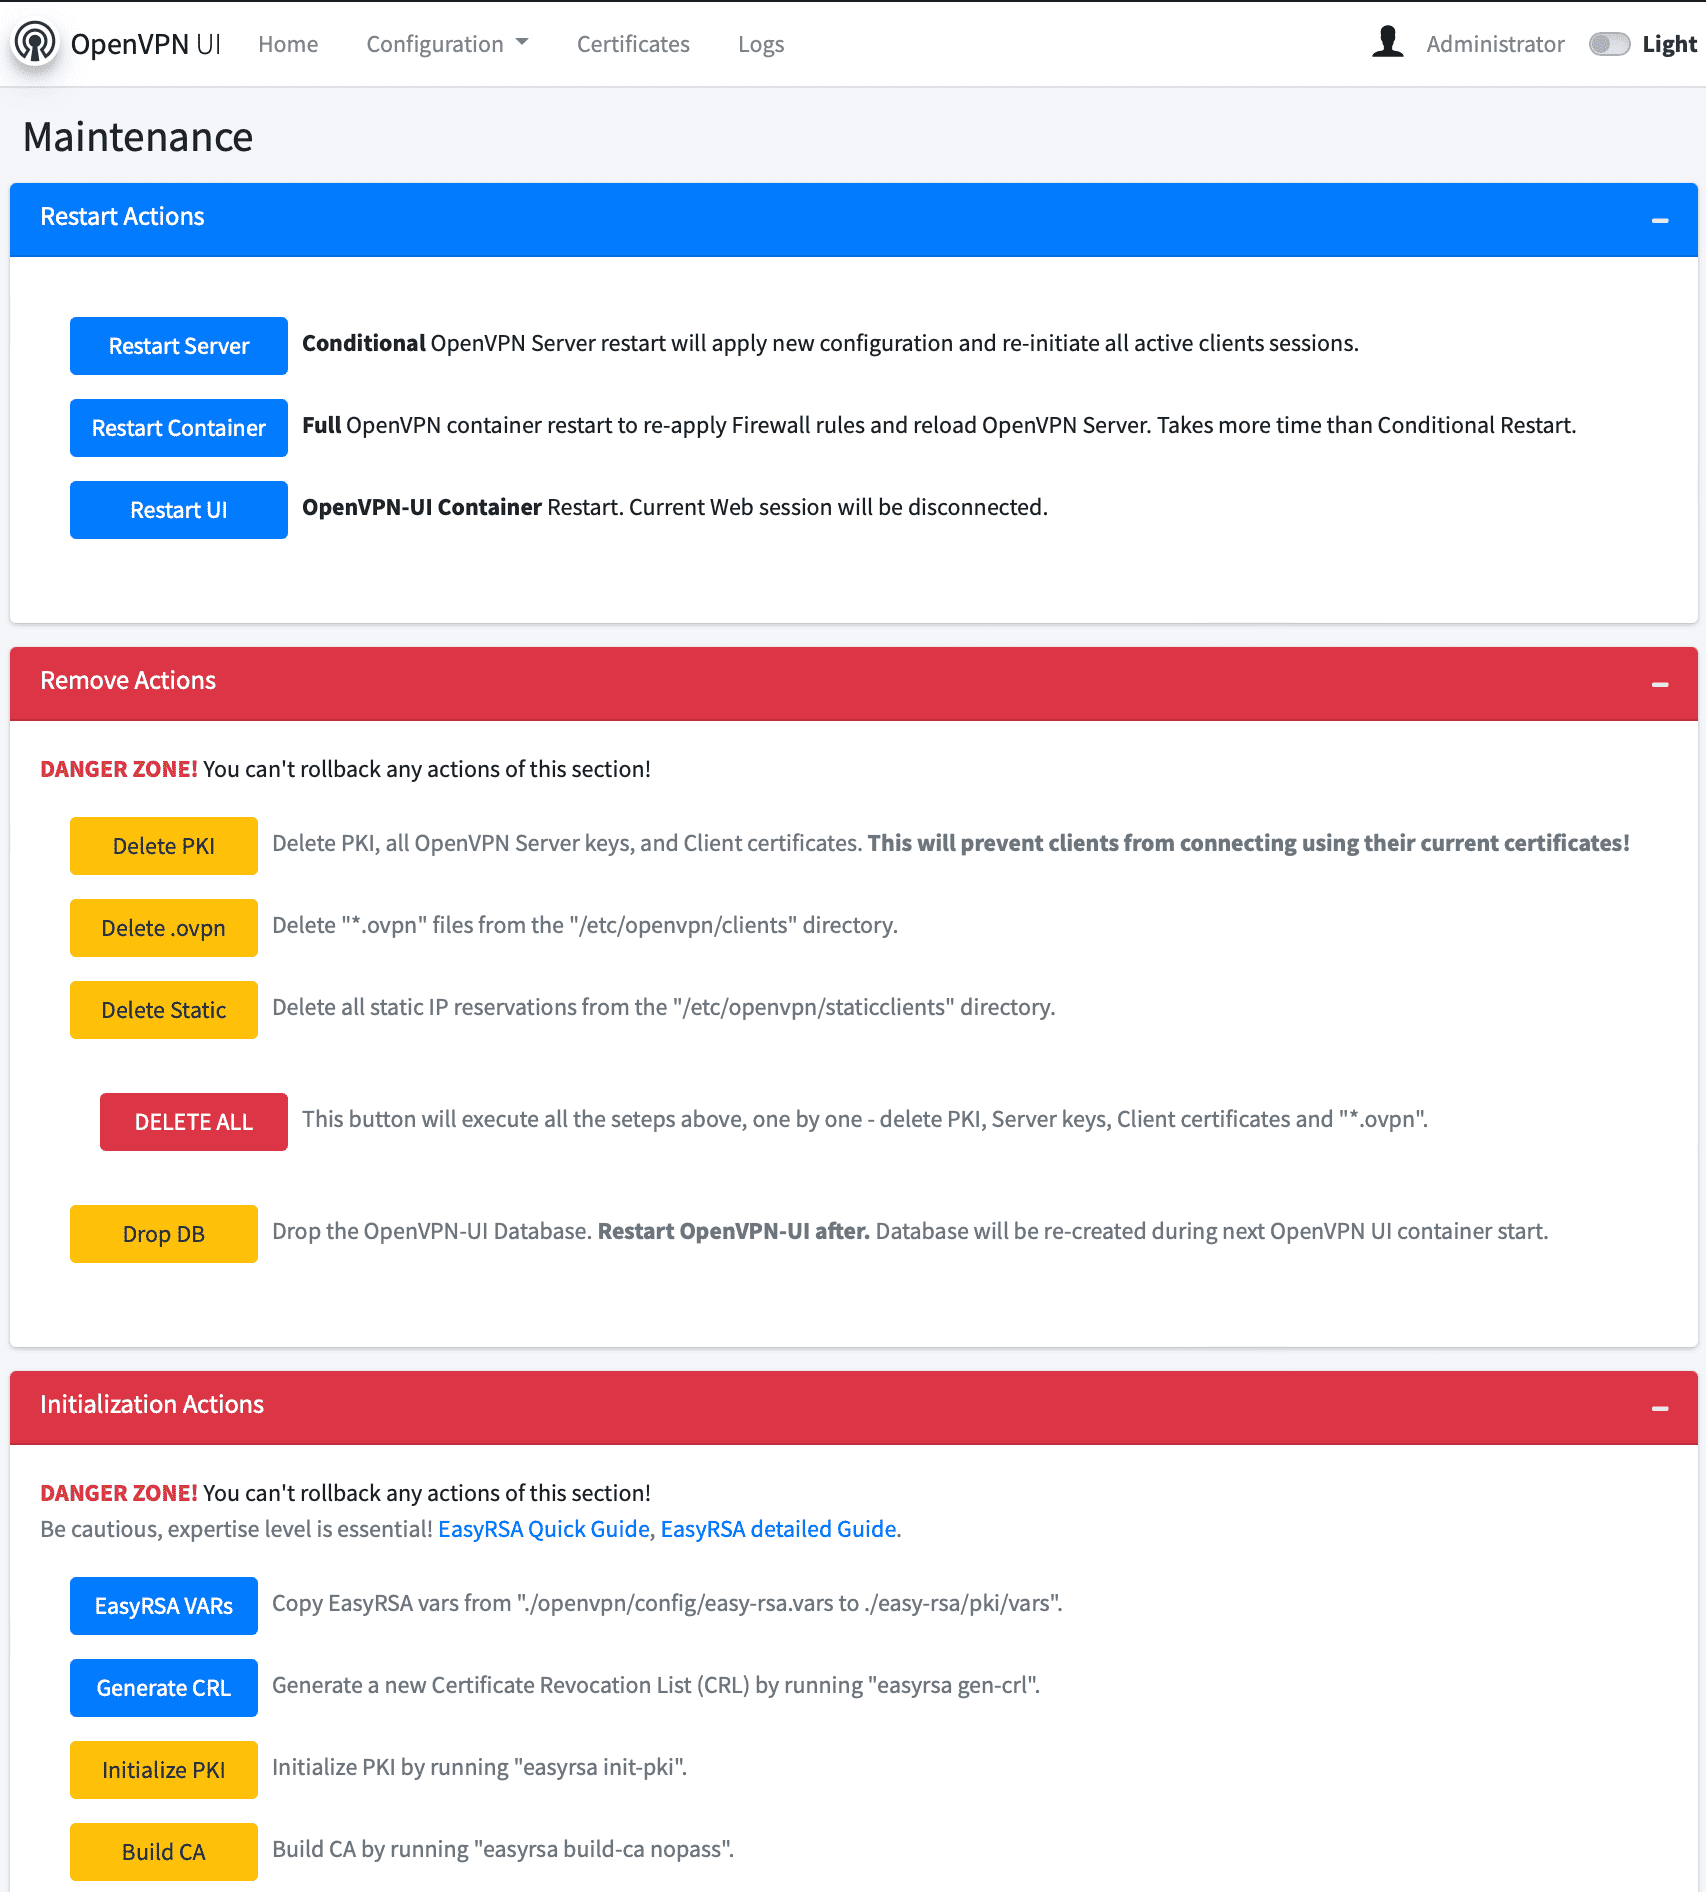 OpenVPN UI Home Configuration Certificates Logs Administrator Light
Maintenance
Restart Actions
Restart Server Conditional OpenVPN Server restart will apply new configuration and re-initiate all active clients sessions.
Restart Container Full OpenVPN container restart to re-apply Firewall rules and reload OpenVPN Server. Takes more time than Conditional Restart.
Restart UI OpenVPN-UI Container Restart. Current Web session will be disconnected.
Remove Actions
DANGER ZONE! You can't rollback any actions of this section!
Delete PKI Delete PKI, all OpenVPN Server keys, and Client certificates. This will prevent clients from connecting using their current certificates!
Delete .ovpn Delete "*.ovpn" files from the "/etc/openvpn/clients" directory.
Delete Static Delete all static IP reservations from the "/etc/openvpn/staticclients" directory.
DELETE ALL This button will execute all the seteps above, one by one - delete PKI, Server keys, Client certificates and "*.ovpn".
Drop DB Drop the OpenVPN-UI Database. Restart OpenVPN-UI after. Database will be re-created during next OpenVPN UI container start.
Initialization Actions
DANGER ZONE! You can't rollback any actions of this section!
Be cautious, expertise level is essential! EasyRSA Quick Guide, EasyRSA detailed Guide.
EasyRSA VARs Copy EasyRSA vars from "./openvpn/config/easy-rsa.vars to ./easy-rsa/pki/vars".
Generate CRL Generate a new Certificate Revocation List (CRL) by running "easyrsa gen-crl".
Initialize PKI Initialize PKI by running "easyrsa init-pki".
Build CA Build CA by running "easyrsa build-ca nopass".